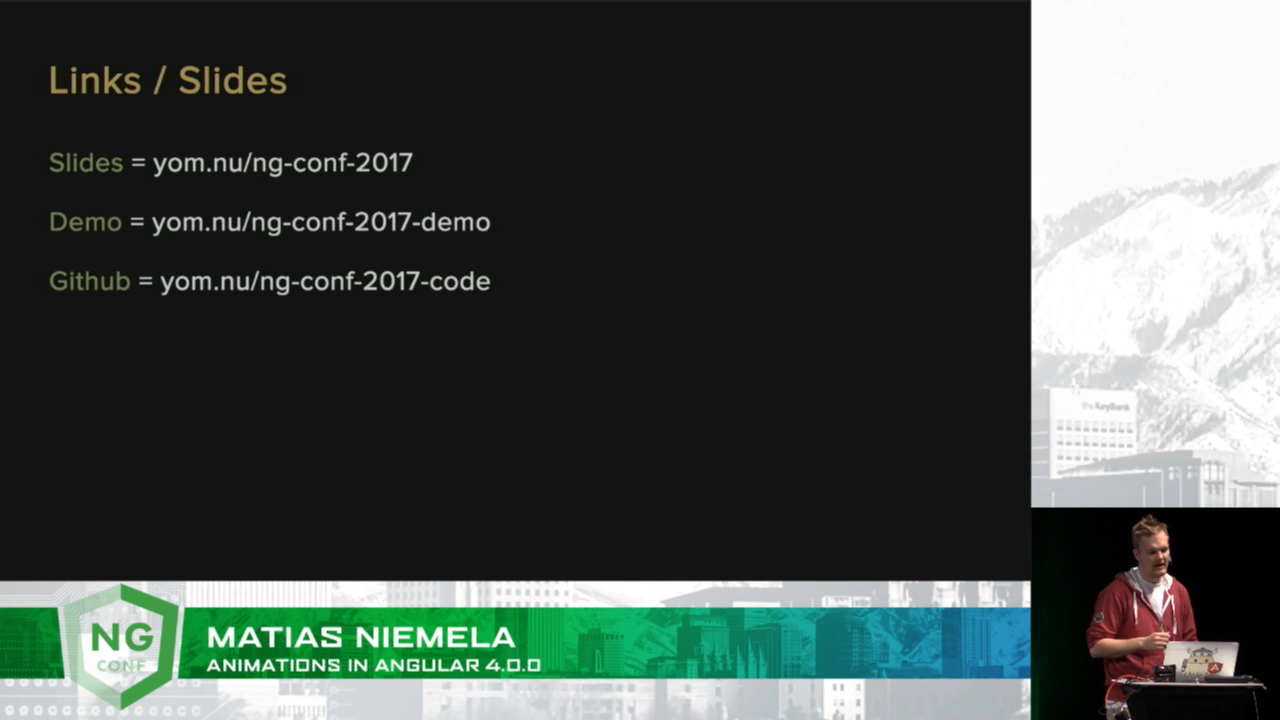 Links / Slides
Slides = yom.nu/ng-conf-2017
Demo = yom.nu/ng-conf-2017-demo
Github = yom.nu/ng-conf-2017-code
KeyBank
NG
CONF
MATIAS NIEMELA
ANIMATIONS IN ANGULAR 4.0.0